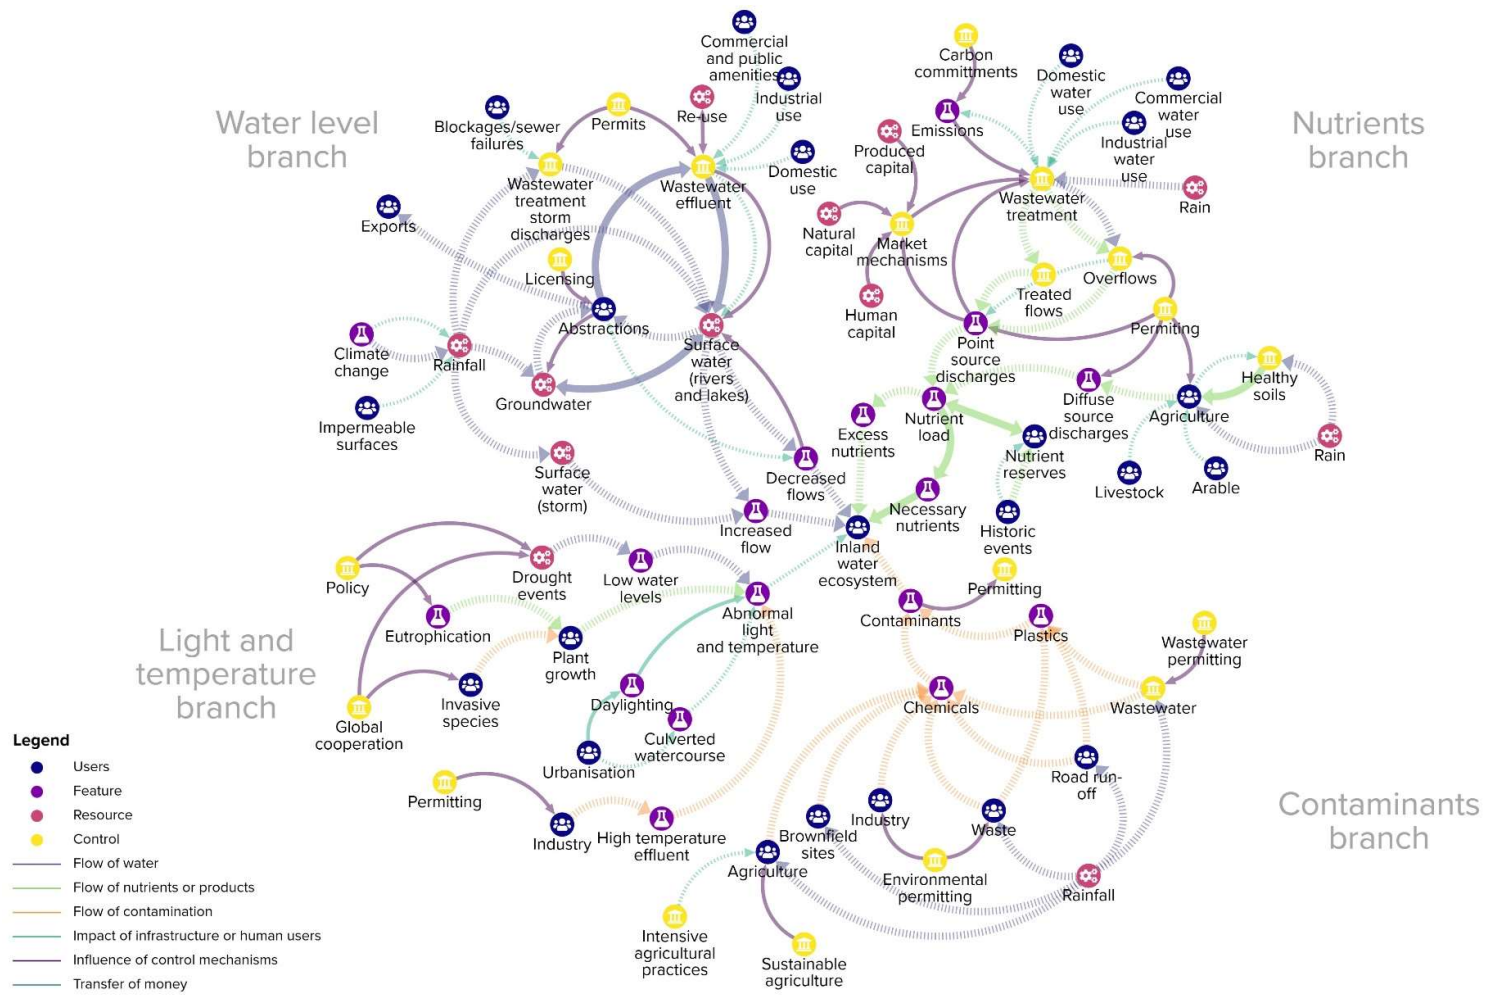 Water level
branch
Nutrients
branch
Light and
temperature
branch
Contaminants
branch
Commercial
and public
amenities
Industrial
use
Re-use
Permits
Blockages/sewer
failures
Domestic
use
Wastewater
treatment
storm
discharges
Wastewater
effluent
Exports
Licensing
Abstractions
Climate
change
Rainfall
Surface
water
(rivers
and lakes)
Groundwater
Impermeable
surfaces
Surface
water
(storm)
Decreased
flows
Increased
flow
Inland
water
ecosystem
Carbon
committments
Domestic
water
use
Commercial
water
use
Emissions
Industrial
water
use
Produced
capital
Wastewater
treatment
Rain
Natural
capital
Market
mechanisms
Human
capital
Treated
flows
Overflows
Permiting
Point
source
discharges
Healthy
soils
Diffuse
source
discharges
Agriculture
Nutrient
load
Excess
nutrients
Nutrient
reserves
Rain
Livestock
Arable
Necessary
nutrients
Historic
events
Policy
Drought
events
Low water
levels
Eutrophication
Plant
growth
Abnormal
light
and temperature
Invasive
species
Global
cooperation
Daylighting
Culverted
watercourse
Urbanisation
Permitting
Industry
High temperature
effluent
Permitting
Contaminants
Plastics
Wastewater
permitting
Chemicals
Wastewater
Road run-
off
Brownfield
sites
Industry
Waste
Agriculture
Environmental
permitting
Rainfall
Intensive
agricultural
practices
Sustainable
agriculture
Legend
Users
Feature
Resource
Control
Flow of water
Flow of nutrients or products
Flow of contamination
Impact of infrastructure or human users
Influence of control mechanisms
Transfer of money